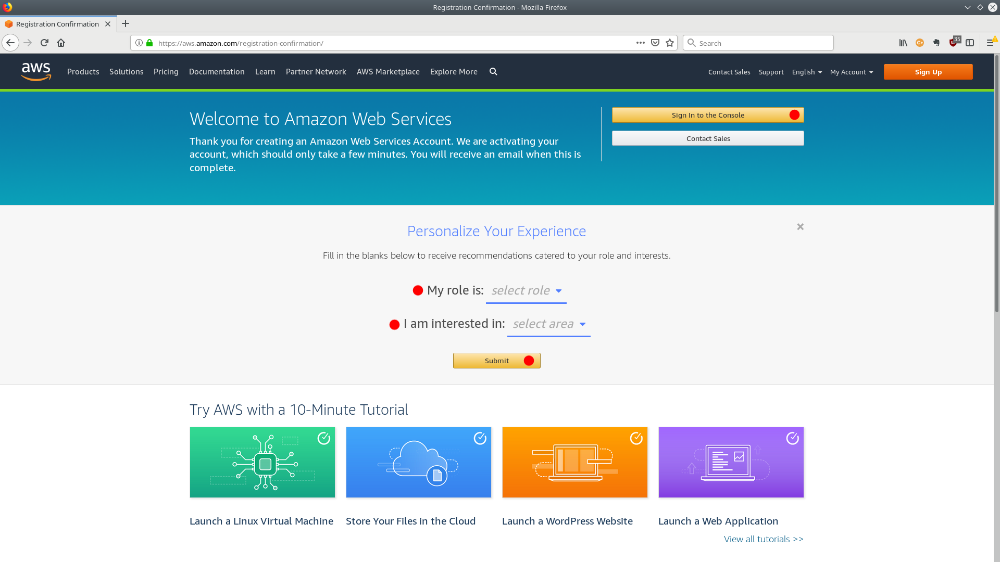 Registration Confirmation - Mozilla Firefox
Registration Confirmation
https://aws.amazon.com/registration-confirmation/
Search
35
aws
Products Solutions Pricing Documentation Learn Partner Network AWS Marketplace Explore More
Contact Sales Support English My Account Sign Up
Welcome to Amazon Web Services
Thank you for creating an Amazon Web Services Account. We are activating your
account, which should only take a few minutes. You will receive an email when this is
complete.
Sign In to the Console
Contact Sales
Personalize Your Experience
Fill in the blanks below to receive recommendations catered to your role and interests.
My role is: select role
I am interested in: select area
Submit
Try AWS with a 10-Minute Tutorial
Launch a Linux Virtual Machine
Store Your Files in the Cloud
Launch a WordPress Website
Launch a Web Application
View all tutorials >>